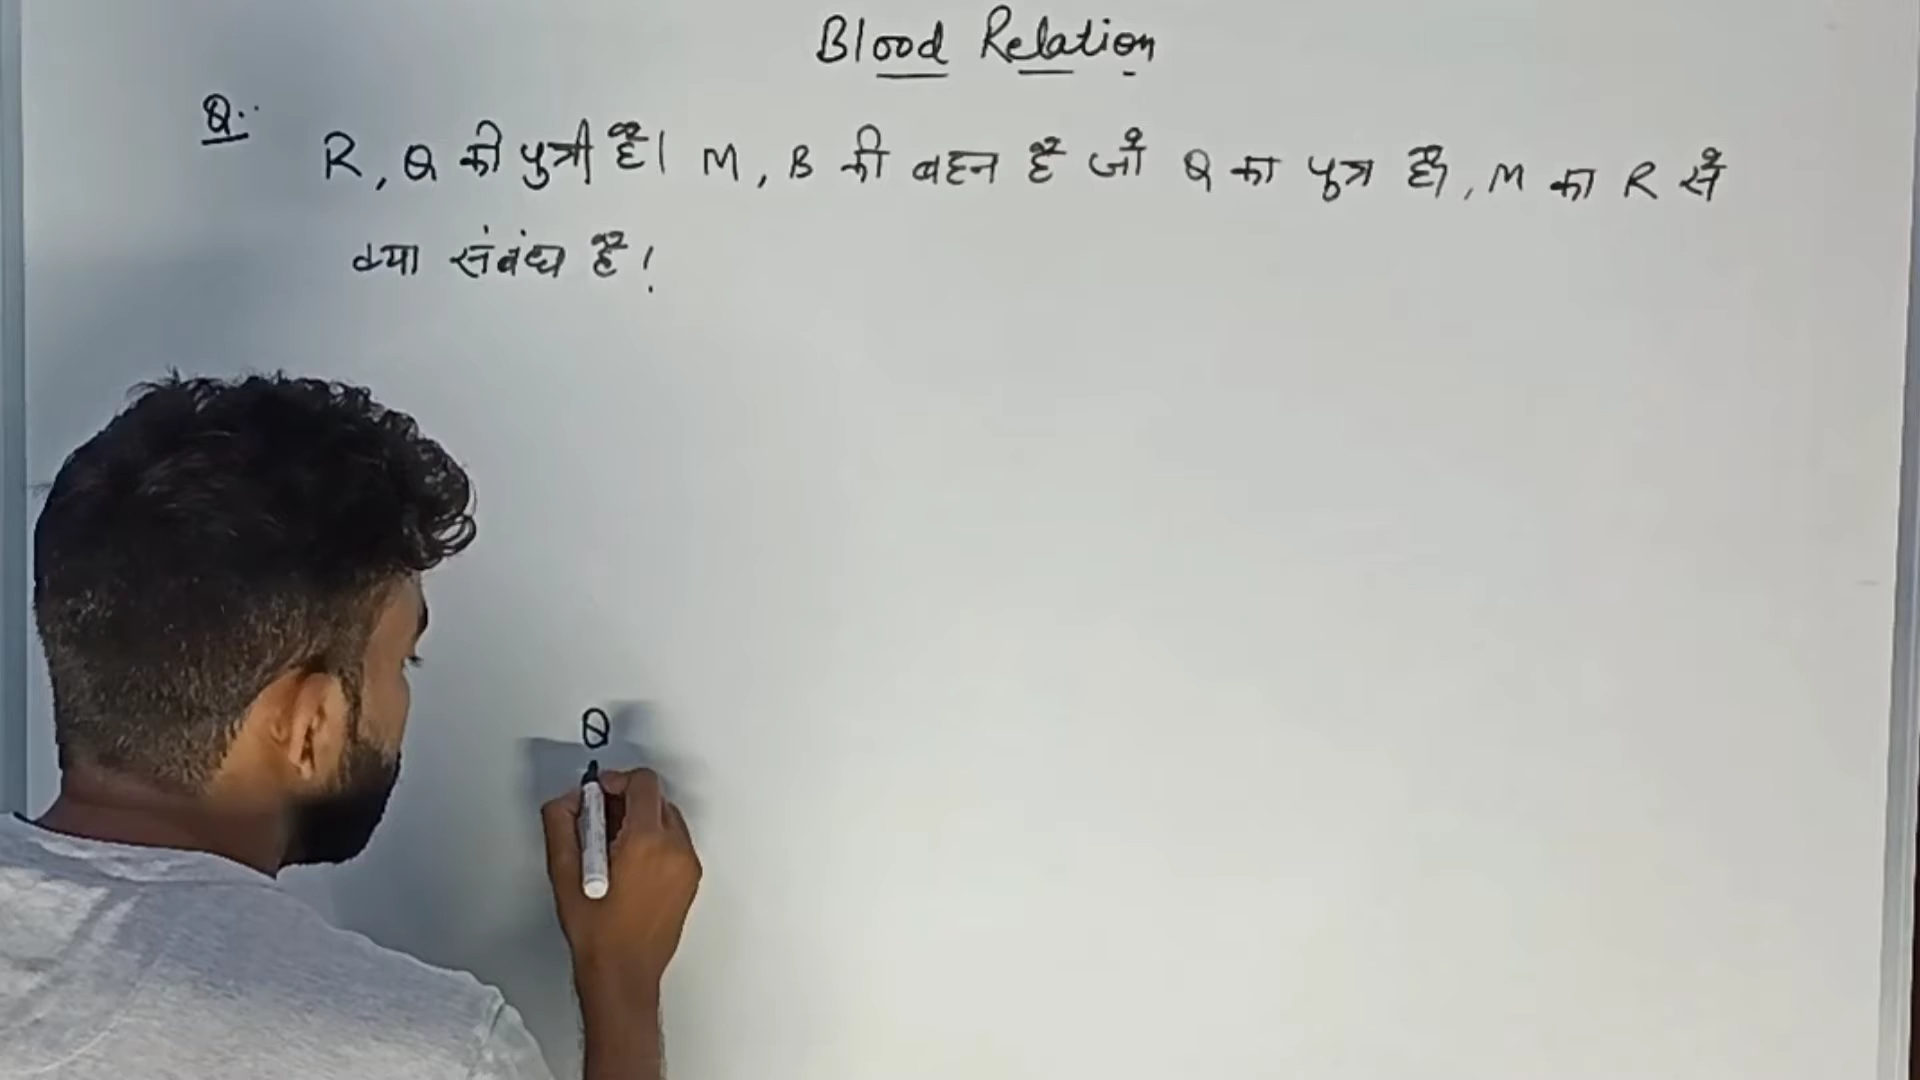 Blood Relation
Q.. R, Q की पुत्री है। M, B की बहन है जो Q का पुत्र है, M का R से
क्या संबंध है!
Q